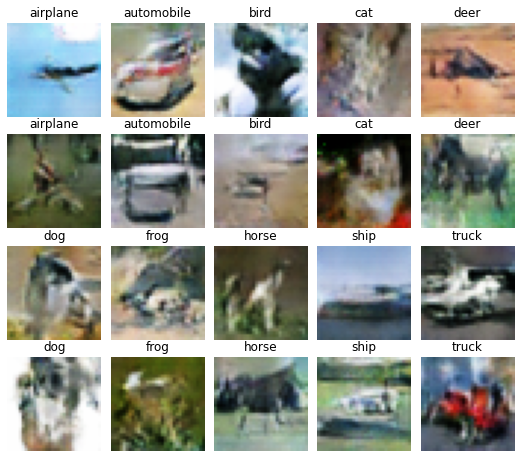 airplane automobile bird cat deer
airplane automobile bird cat deer
dog frog horse ship truck
dog frog horse ship truck